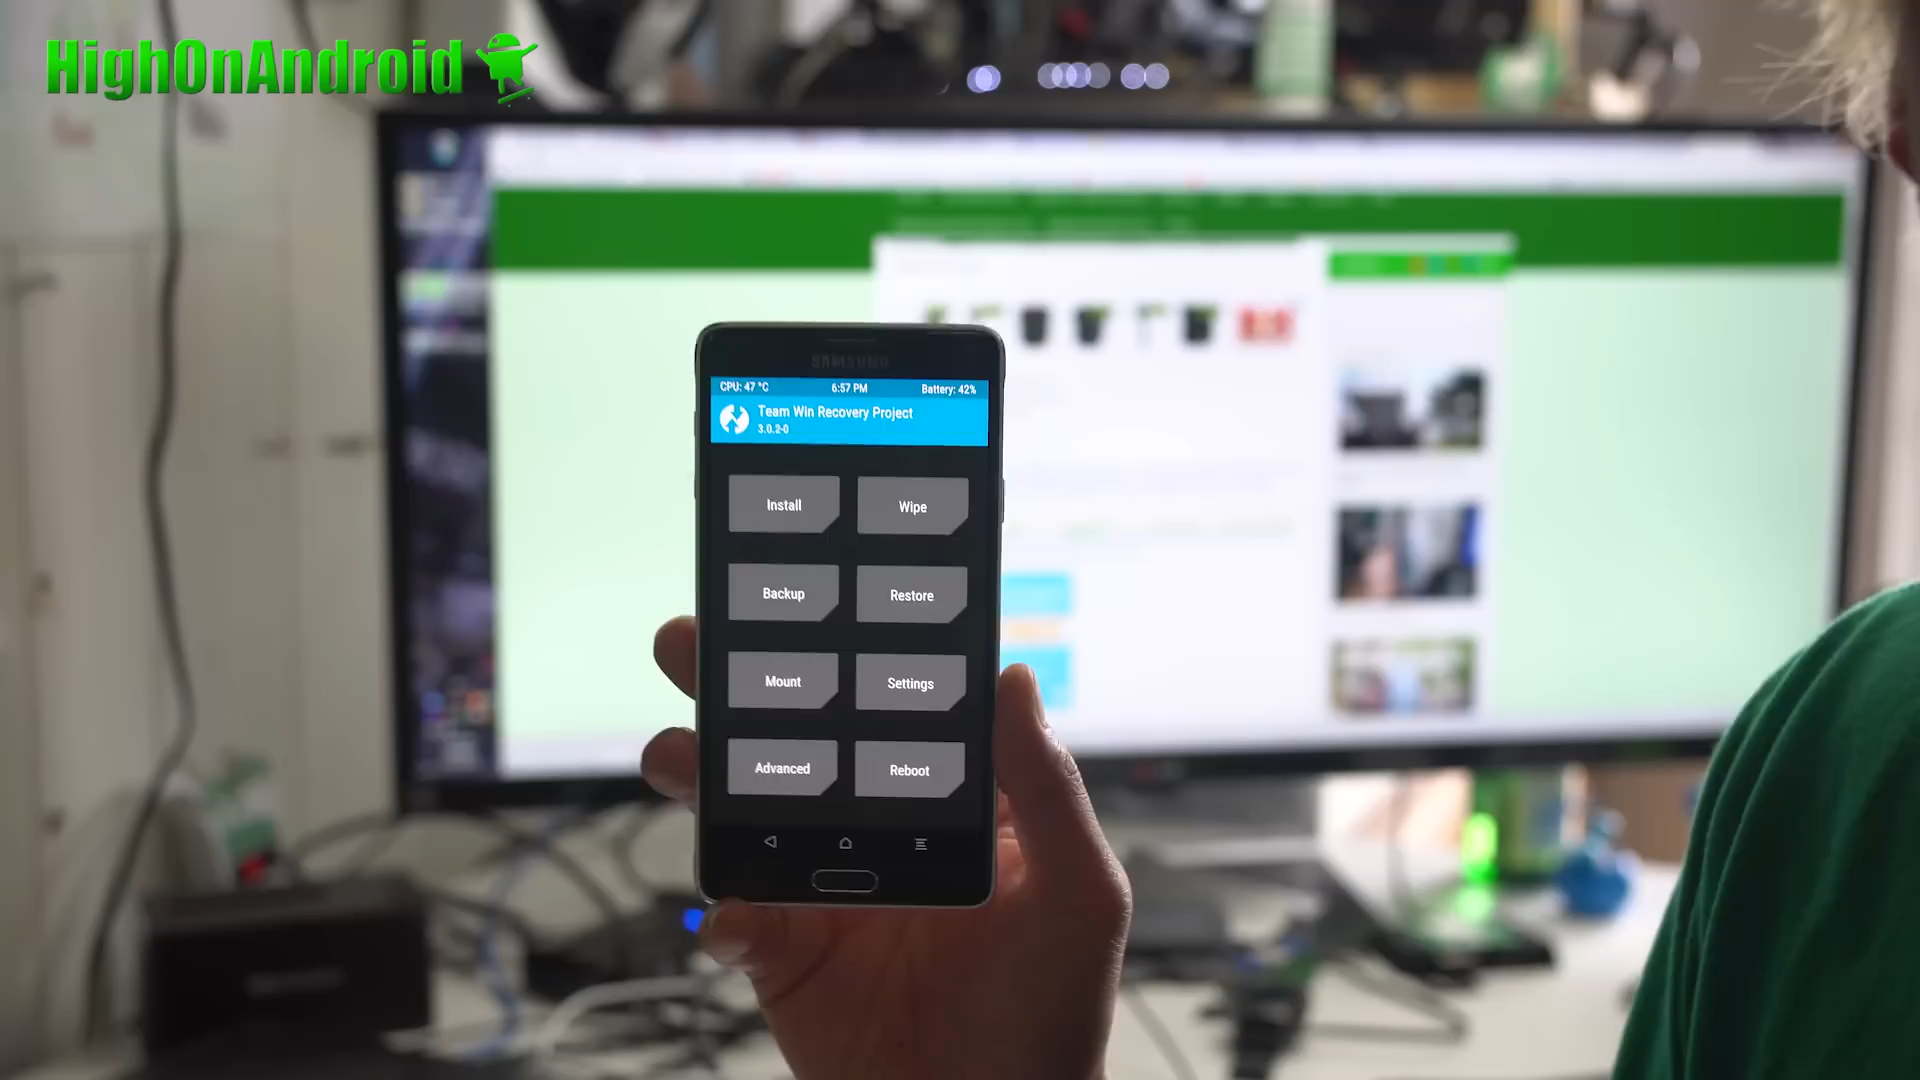 HighOnAndroid
SAMSUNG
CPU: 47 °C 6:57 PM Battery: 42%
Team Win Recovery Project
3.0.2-0
Install Wipe
Backup Restore
Mount Settings
Advanced Reboot